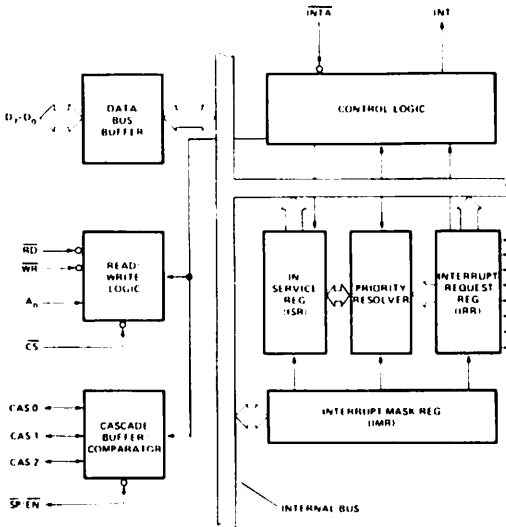 INTA
INT
DATA
BUS
BUFFER
D7-D0
CONTROL LOGIC
RD
WR
A0
CS
READ/
WRITE
LOGIC
IN
SERVICE
REG
(ISR)
PRIORITY
RESOLVER
INTERRUPT
REQUEST
REG
(IRR)
CAS 0
CAS 1
CAS 2
SP/EN
CASCADE
BUFFER
COMPARATOR
INTERRUPT MASK REG
(IMR)
INTERNAL BUS